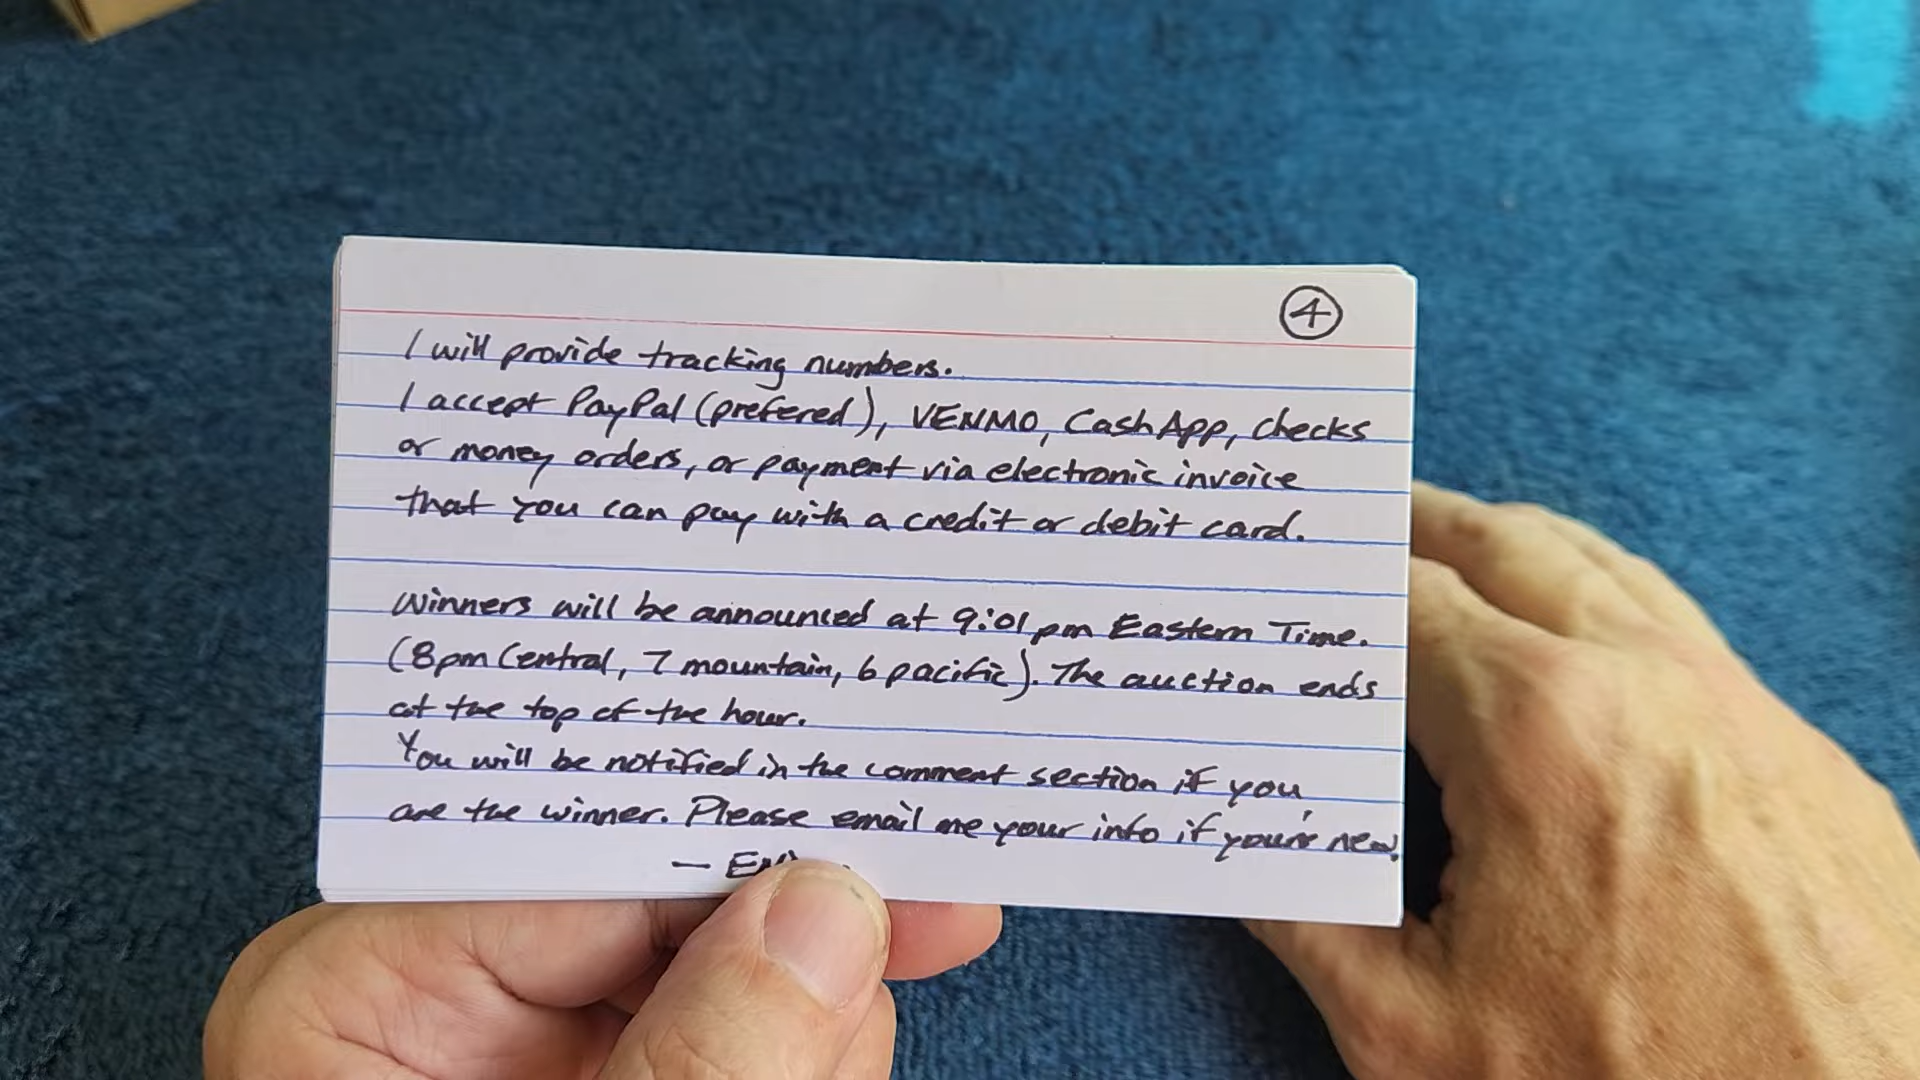 ④
I will provide tracking numbers.
I accept PayPal (prefered), VENMO, Cash App, checks
or money orders, or payment via electronic invoice
that you can pay with a credit or debit card.
Winners will be announced at 9:01 pm Eastern Time.
(8pm Central, 7 mountain, 6 pacific). The auction ends
at the top of the hour.
You will be notified in the comment section if you
are the winner. Please email me your info if you're new.
—